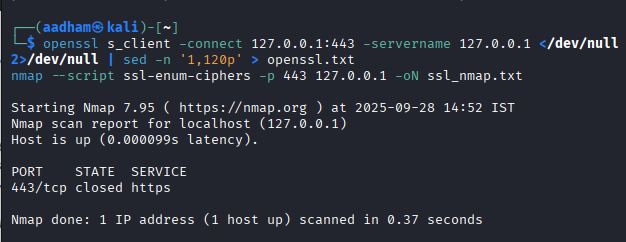 ┌──(aadham㉿kali)-[~]
└─$ openssl s_client -connect 127.0.0.1:443 -servername 127.0.0.1 </dev/null
2>/dev/null | sed -n '1,120p' > openssl.txt
nmap --script ssl-enum-ciphers -p 443 127.0.0.1 -oN ssl_nmap.txt
Starting Nmap 7.95 ( https://nmap.org ) at 2025-09-28 14:52 IST
Nmap scan report for localhost (127.0.0.1)
Host is up (0.000099s latency).
PORT    STATE  SERVICE
443/tcp closed https
Nmap done: 1 IP address (1 host up) scanned in 0.37 seconds